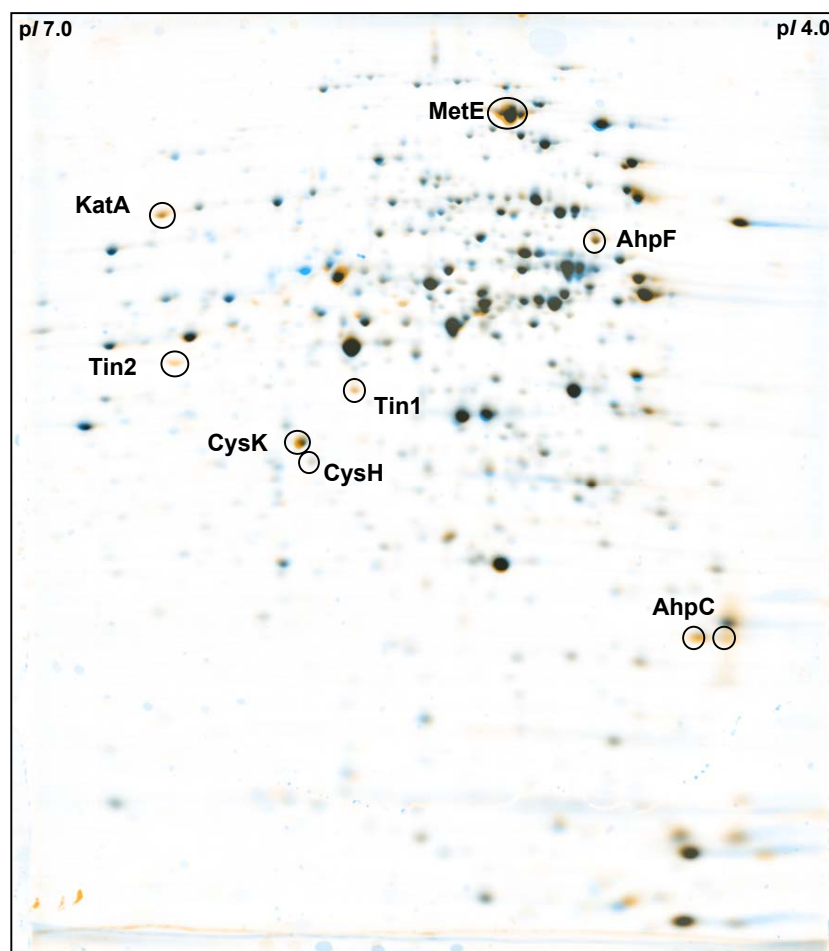 pI 7.0
pI 4.0
MetE
KatA
AhpF
Tin2
Tin1
CysK
CysH
AhpC